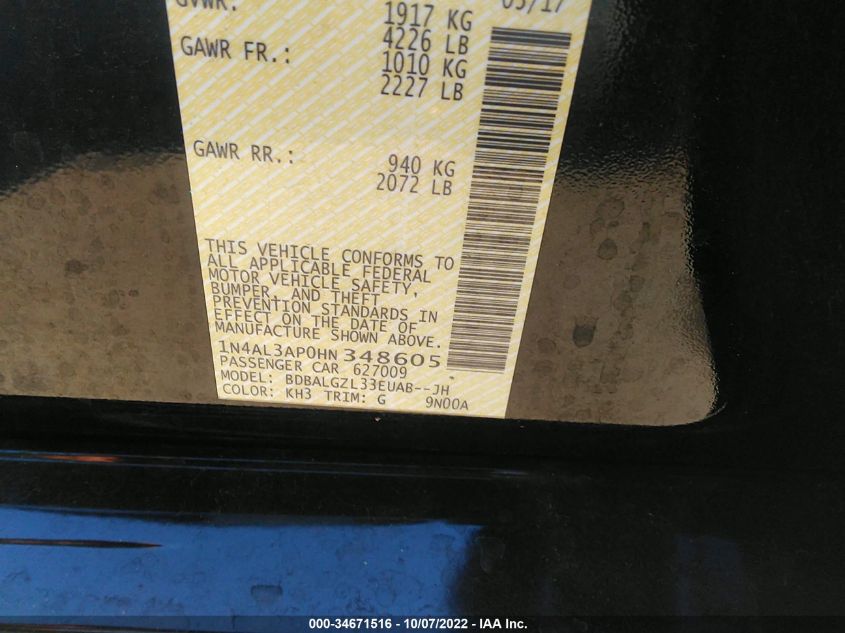 GVWR:
1917 KG
4226 LB
GAWR FR.:
1010 KG
2227 LB
GAWR RR.:
940 KG
2072 LB
THIS VEHICLE CONFORMS TO
ALL APPLICABLE FEDERAL
MOTOR VEHICLE SAFETY,
BUMPER, AND THEFT
PREVENTION STANDARDS IN
EFFECT ON THE DATE OF
MANUFACTURE SHOWN ABOVE.
1N4AL3AP0HN348605
PASSENGER CAR 627009
MODEL: BDBALGZL33EUAB--JH
COLOR: KH3 TRIM: G 9N00A
000-34671516 - 10/07/2022 - IAA Inc.